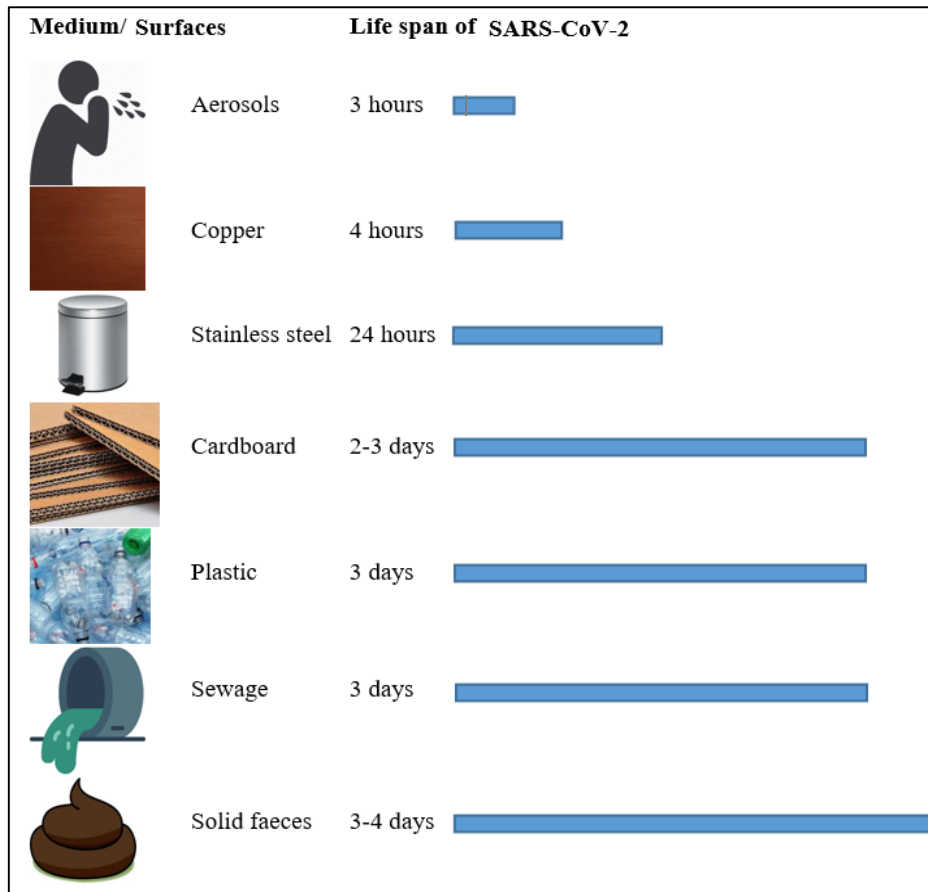 Medium/ Surfaces Life span of SARS-CoV-2
Aerosols 3 hours
Copper 4 hours
Stainless steel 24 hours
Cardboard 2-3 days
Plastic 3 days
Sewage 3 days
Solid faeces 3-4 days